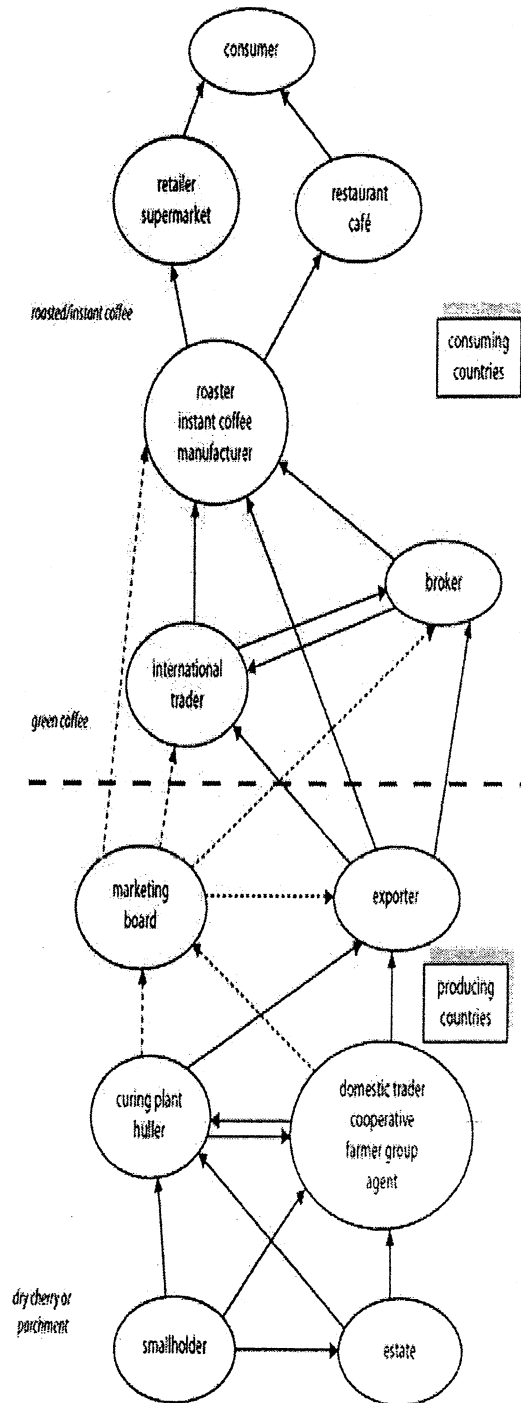 consumer
retailer
supermarket
restaurant
café
roasted/instant coffee
consuming
countries
roaster
instant coffee
manufacturer
broker
international
trader
green coffee
marketing
board
exporter
producing
countries
curing plant
huller
domestic trader
cooperative
farmer group
agent
dry cherry or
parchment
smallholder
estate